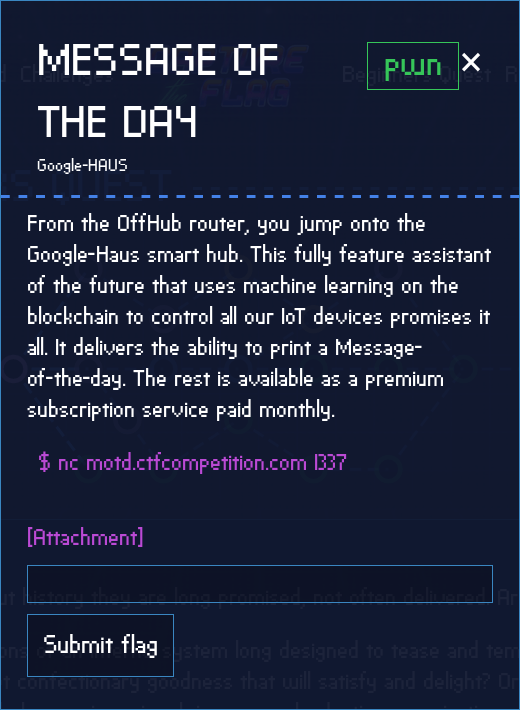 MESSAGE OF
THE DAY
pwn
×
Google-HAUS
From the OffHub router, you jump onto the
Google-Haus smart hub. This fully feature assistant
of the future that uses machine learning on the
blockchain to control all our IoT devices promises it
all. It delivers the ability to print a Message-
of-the-day. The rest is available as a premium
subscription service paid monthly.
$ nc motd.ctfcompetition.com 1337
[Attachment]
Submit flag